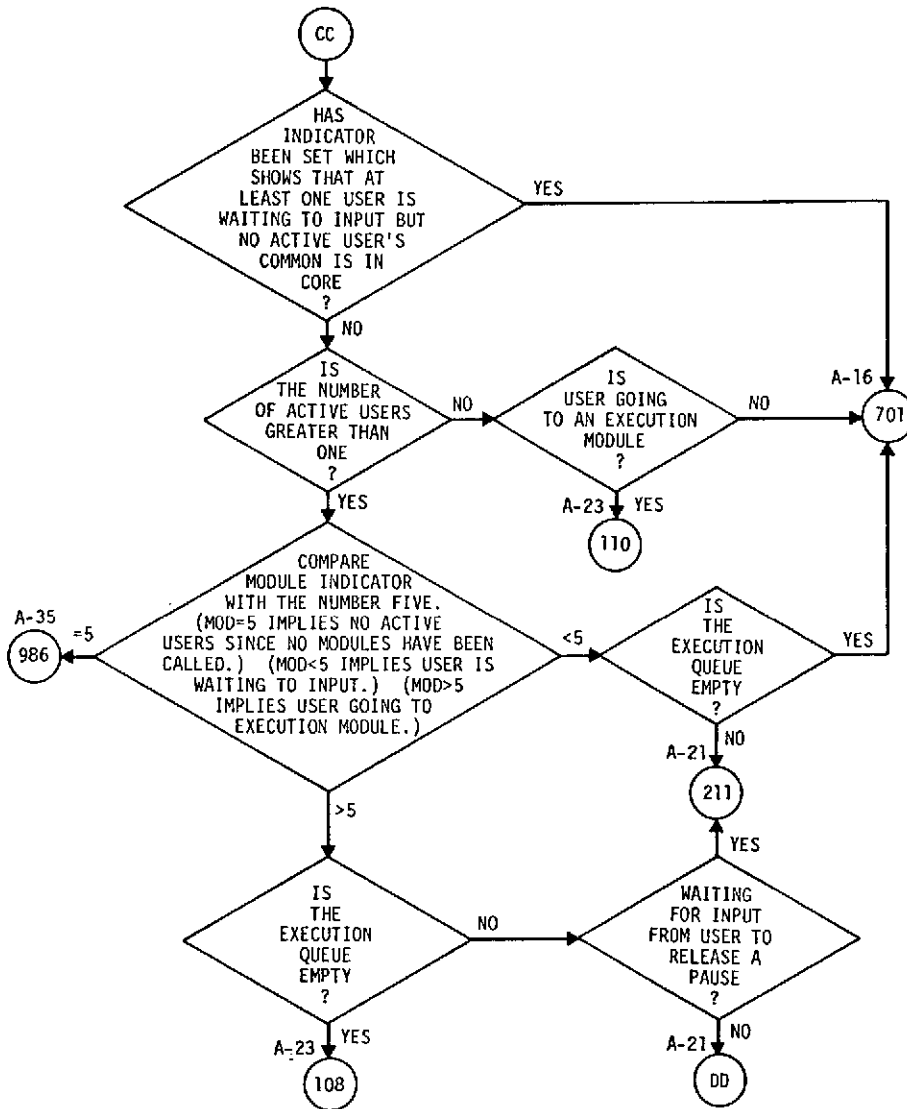 CC
HAS
INDICATOR
BEEN SET WHICH
SHOWS THAT AT
LEAST ONE USER IS
WAITING TO INPUT BUT
NO ACTIVE USER'S
COMMON IS IN
CORE
?
YES
NO
IS
THE NUMBER
OF ACTIVE USERS
GREATER THAN
ONE
?
NO
YES
IS
USER GOING
TO AN EXECUTION
MODULE
?
NO
A-16
701
A-23
YES
110
COMPARE
MODULE INDICATOR
WITH THE NUMBER FIVE.
(MOD=5 IMPLIES NO ACTIVE
USERS SINCE NO MODULES HAVE BEEN
CALLED.) (MOD<5 IMPLIES USER IS
WAITING TO INPUT.) (MOD>5
IMPLIES USER GOING TO
EXECUTION MODULE.)
A-35
=5
986
<5
IS
THE
EXECUTION
QUEUE
EMPTY
?
YES
NO
A-21
211
>5
IS
THE
EXECUTION
QUEUE
EMPTY
?
NO
YES
A-23
108
WAITING
FOR INPUT
FROM USER TO
RELEASE A
PAUSE
?
YES
NO
A-21
DD